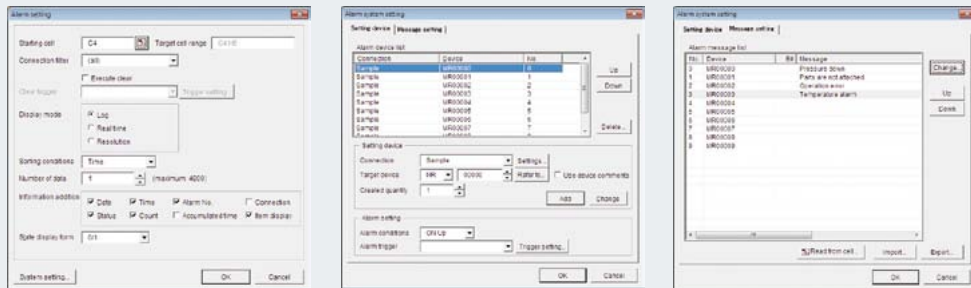 Alarm setting
Starting cell C4 Target cell range
Connection filter (all)
Execute clear
Clear trigger Trigger setting
Display mode Log
Real time
Resolution
Sorting conditions Time
Number of data 1 (maximum: 4000)
Information addition Date Time Alarm No. Connection
Status Count Accumulated time Item display
State display form 0/1
System setting... OK Cancel
Alarm system setting
Setting device Message setting
Alarm device list
Connection Device No.
Sample MR00000 0
Sample MR00001 1
Sample MR00002 2
Sample MR00003 3
Sample MR00004 4
Sample MR00005 5
Sample MR00006 6
Sample MR00007 7
Up
Down
Delete...
Setting device
Connection Sample Settings...
Target device MR 00000 Refer to... Use device comments
Created quantity 1
Add Change
Alarm setting
Alarm conditions ON Up
Alarm trigger Trigger setting...
OK Cancel
Alarm system setting
Setting device Message setting
Alarm message list
No. Device Bit Message
0 MR00000 Pressure down
1 MR00001 Parts are not attached
2 MR00002 Operation error
3 MR00003 Temperature alarm
4 MR00004
5 MR00005
6 MR00006
7 MR00007
8 MR00008
9 MR00009
Change...
Up
Down
Read from cell... Import... Export...
OK Cancel